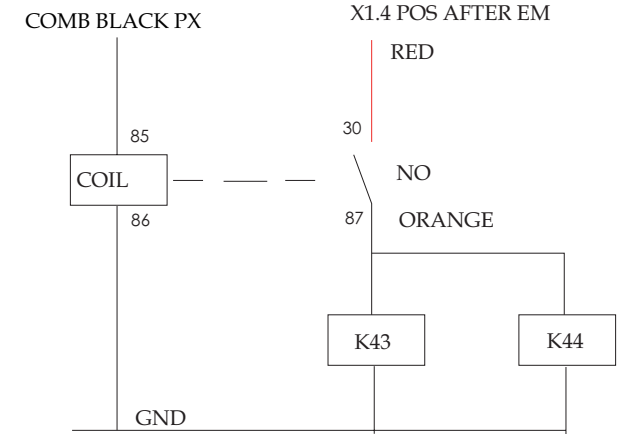 COMB BLACK PX
X1.4 POS AFTER EM
RED
85
30
COIL
NO
86
87
ORANGE
K43
K44
GND